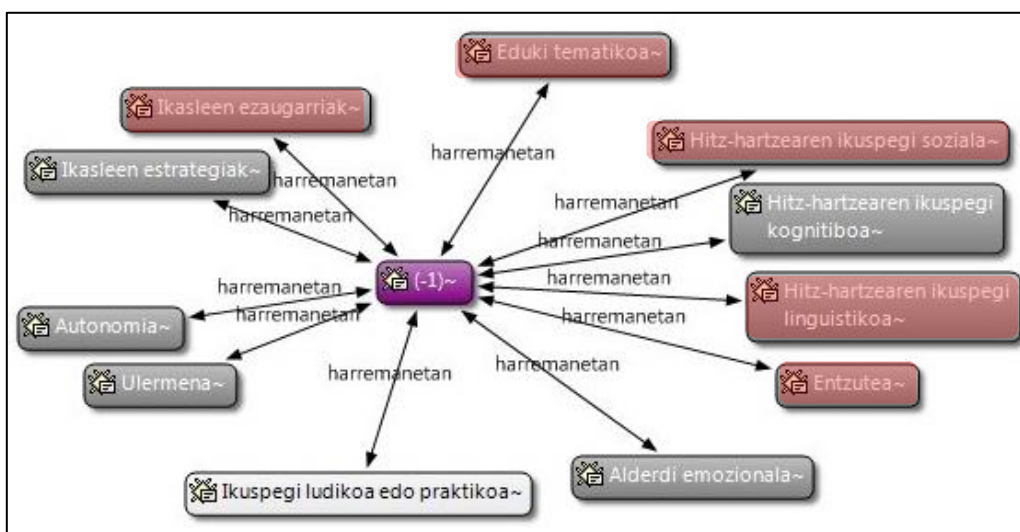 Eduki tematikoa~
Ikasleen ezaugarriak~
Hitz-hartzearen ikuspegi soziala~
harremanetan
Ikasleen estrategiak~
harremanetan
harremanetan
Hitz-hartzearen ikuspegi
kognitiboa~
harremanetan
harremanetan
(-1)~
harremanetan
Hitz-hartzearen ikuspegi
linguistikoa~
harremanetan
harremanetan
harremanetan
Autonomia~
harremanetan
harremanetan
Ulermena~
Entzutea~
Ikuspegi ludikoa edo praktikoa~
Alderdi emozionala~